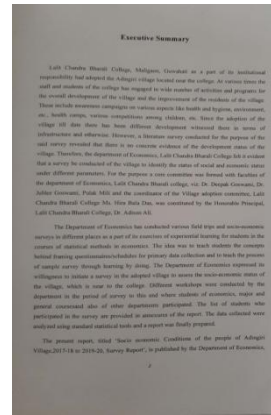 Executive Summary
Lalit Chandra Bharali College, Maligaon, Guwahati as a part of its institutional
responsibility had adopted the Adingiri village located near the college. At various times the
staff and students of the college has engaged in wide number of activities and programs for
the overall development of the village and the improvement of the residents of the village.
These include awareness campaigns on various aspects like health and hygiene, environment,
etc., health camps, various competitions among children, etc. Since the adoption of the
village till date there has been different development witnessed there in terms of
infrastructure and otherwise. However, a literature survey conducted for the purpose of the
said survey revealed that there is no concrete evidence of the development status of the
village. Therefore, the department of Economics, Lalit Chandra Bharali College felt it evident
that a survey be conducted of the village to identify the status of social and economic status
under different parameters. For the purpose a core committee was formed with faculties of
the department of Economics, Lalit Chandra Bharali College, viz. Dr. Deepak Goswami, Dr.
Goswami, Palak Mili and the coordinator of the Village adoption committee, Lalit
Chandra Bharali College Ms. Hira Bala Das, was constituted by the Honorable Principal,
Lalit Chandra Bharali College, Dr. Adison Ali.
The Department of Economics has conducted various field trips and socio-economic
surveys in different places as a part of its exercises of experimental learning for students in the
courses of statistical methods in economics. The idea was to teach students the concepts
behind framing questionnaires/schedules for primary data collection and to teach the process
of sample survey through learning by doing. The Department of Economics expressed its
willingness to initiate a survey in the adopted village to assess the socio-economic status of
the village, which is near to the college. Different workshops were conducted by the
department in the period of survey to this end where students of economics, major and
general courses and also of other departments participated. The list of students who
participated in the survey are provided in annexures of the report. The data collected were
analyzed using standard statistical tools and a report was finally prepared.
The present report, titled 'Socio economic Conditions of the people of Adingiri
Village,2017-18 to 2019-20, Survey Report', is published by the Department of Economics,